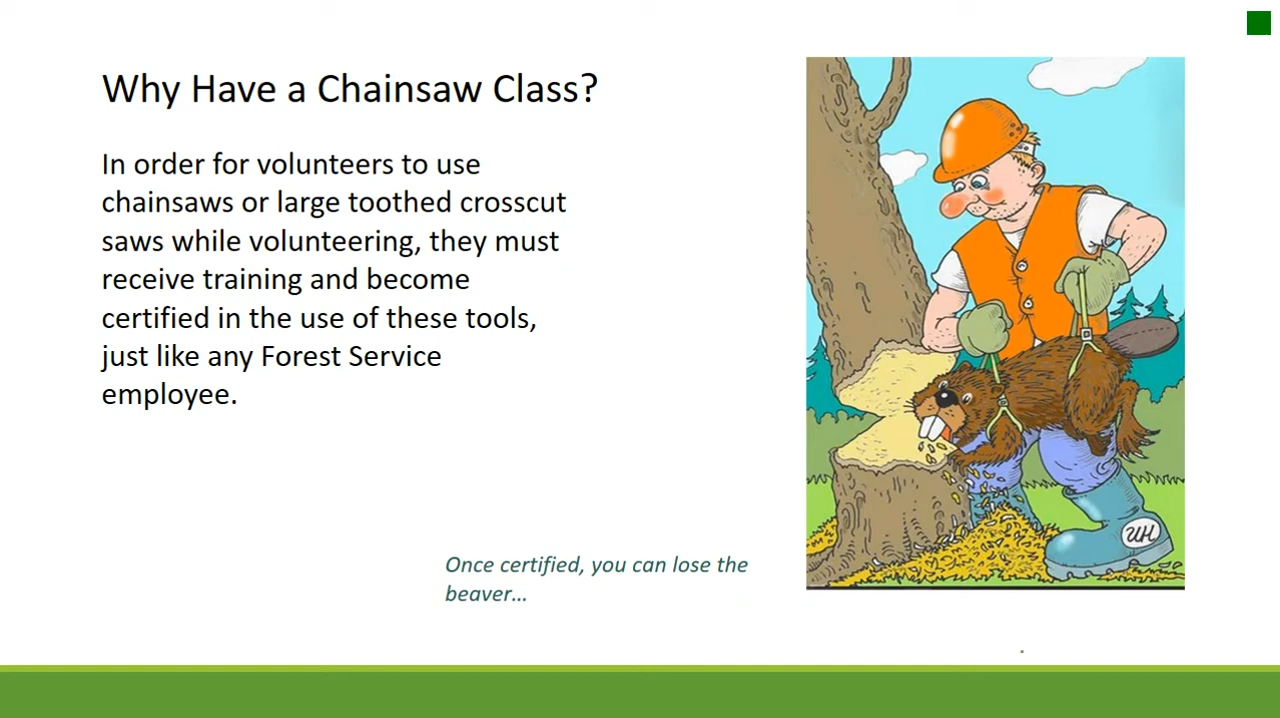 Why Have a Chainsaw Class?
In order for volunteers to use
chainsaws or large toothed crosscut
saws while volunteering, they must
receive training and become
certified in the use of these tools,
just like any Forest Service
employee.
Once certified, you can lose the
beaver…